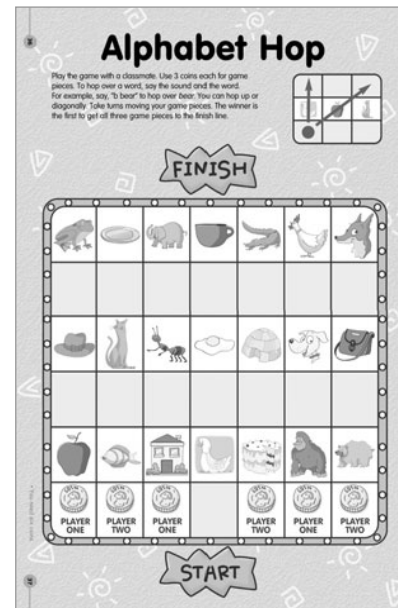 Alphabet Hop
Play the game with a classmate. Use 3 coins each for game
pieces. To hop over a word, say the sound and the word.
For example, say, "b bear" to hop over bear. You can hop up or
diagonally. Take turns moving your game pieces. The winner is
the first to get all three game pieces to the finish line.
FINISH
PLAYER ONE
PLAYER TWO
PLAYER ONE
PLAYER TWO
PLAYER ONE
PLAYER TWO
START